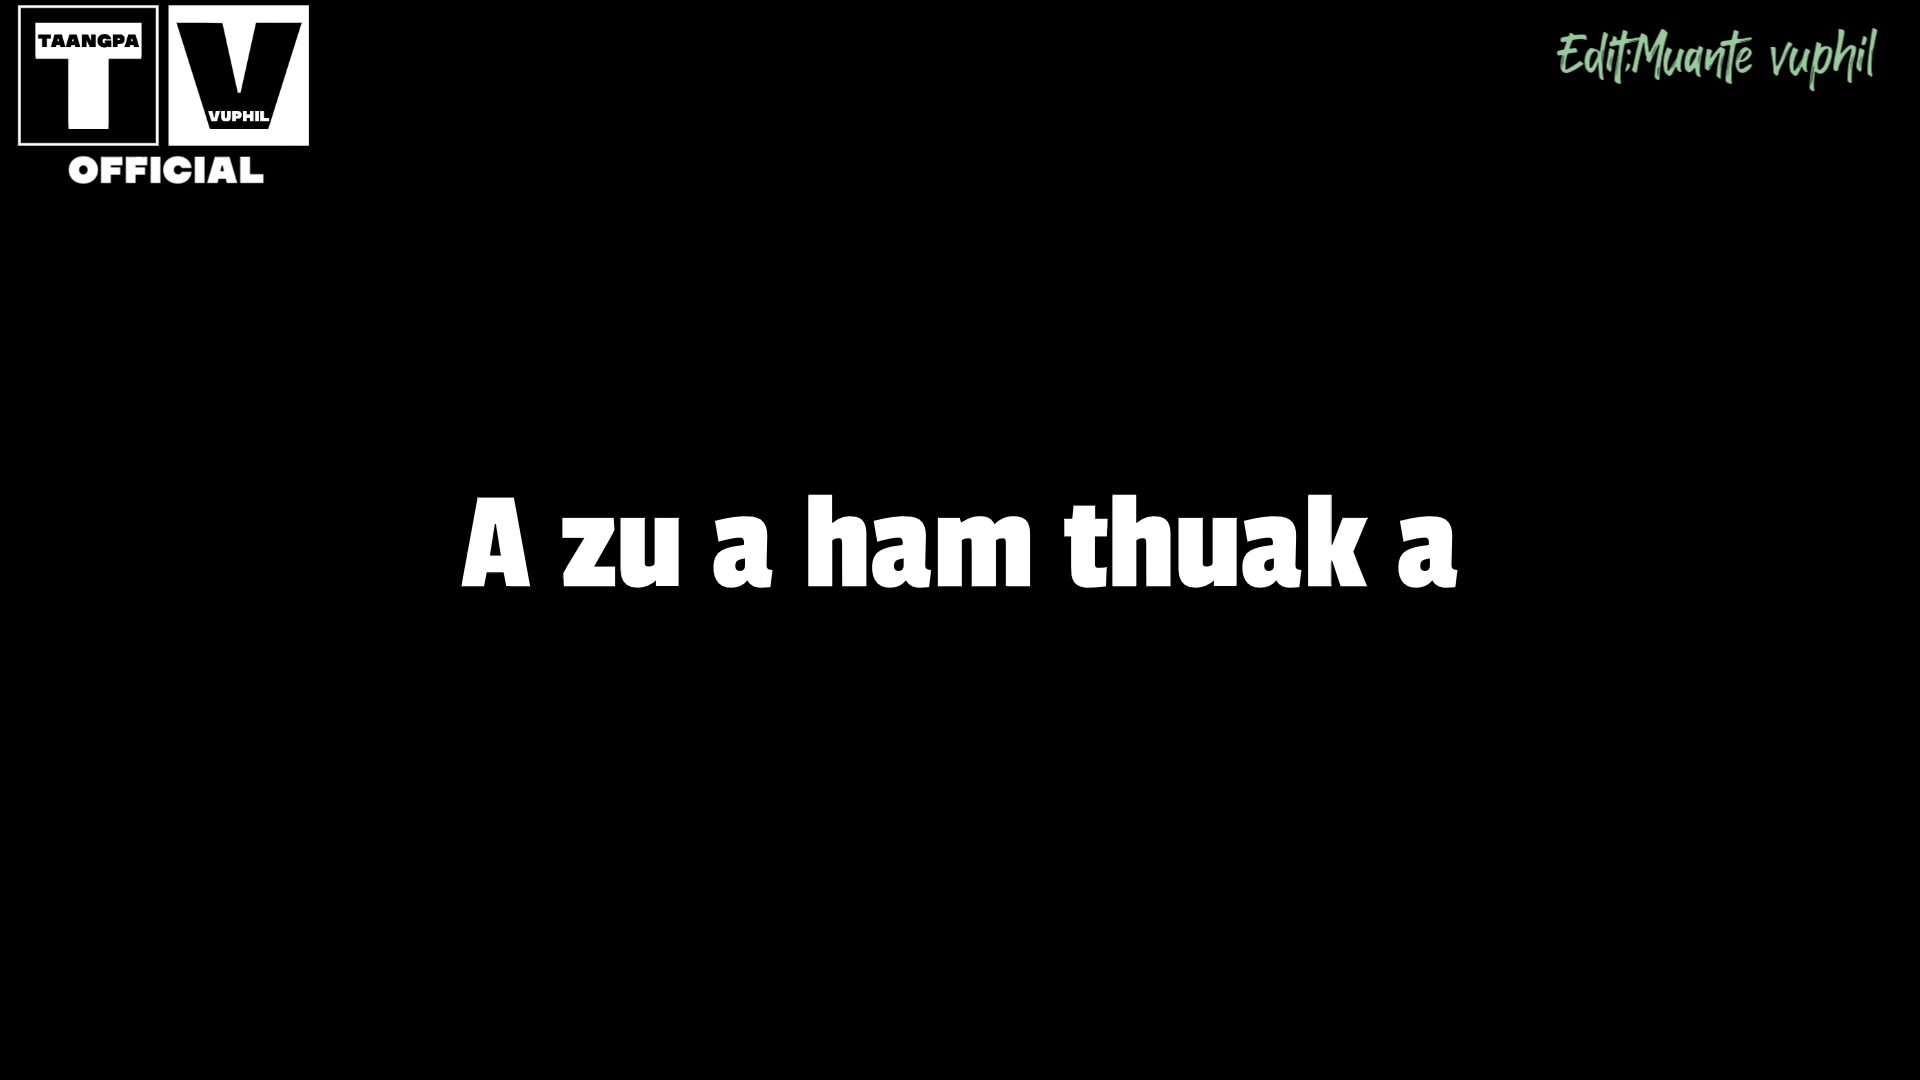 TAANGPA
VUPHIL
OFFICIAL
Edit:Muante vuphil
A zu a ham thuak a